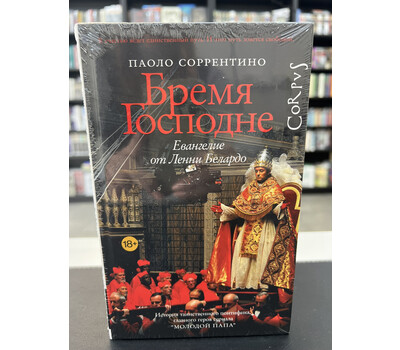 ПАОЛО СОРРЕНТИНО
Бремя
Господне
Евангелие
от Ленни Белардо
CORPVS
18+
История таинственного понтифика,
главного героя сериала
"МОЛОДОЙ ПАПА"